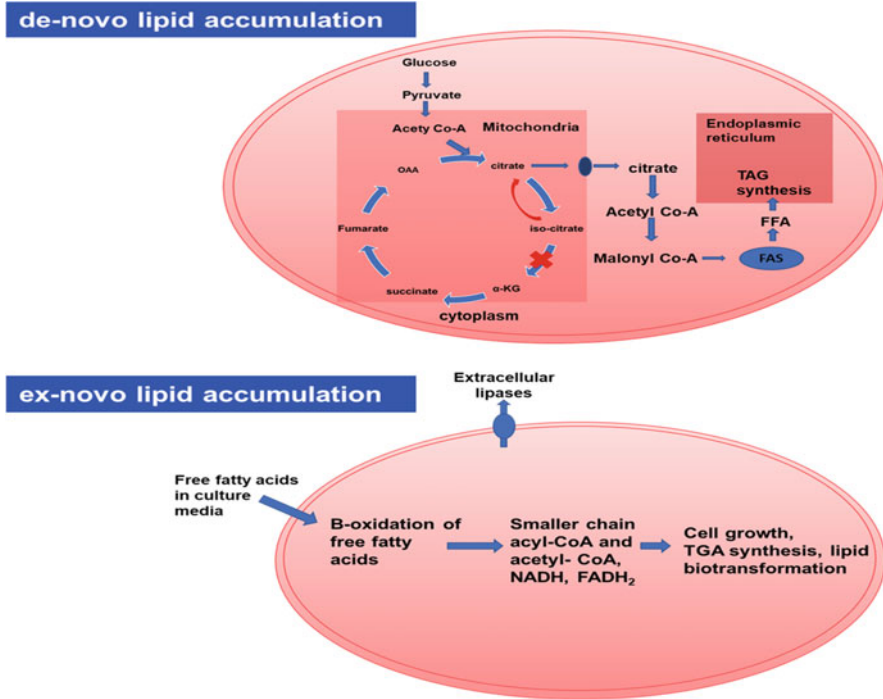 de-novo lipid accumulation
Glucose
Pyruvate
Acety Co-A
Mitochondria
OAA
citrate
citrate
Endoplasmic
reticulum
TAG
synthesis
Acetyl Co-A
FFA
Fumarate
iso-citrate
Malonyl Co-A
FAS
succinate
α-KG
cytoplasm
ex-novo lipid accumulation
Extracellular
lipases
Free fatty acids
in culture
media
B-oxidation of
free fatty
acids
Smaller chain
acyl-CoA and
acetyl- CoA,
NADH, FADH₂
Cell growth,
TGA synthesis, lipid
biotransformation